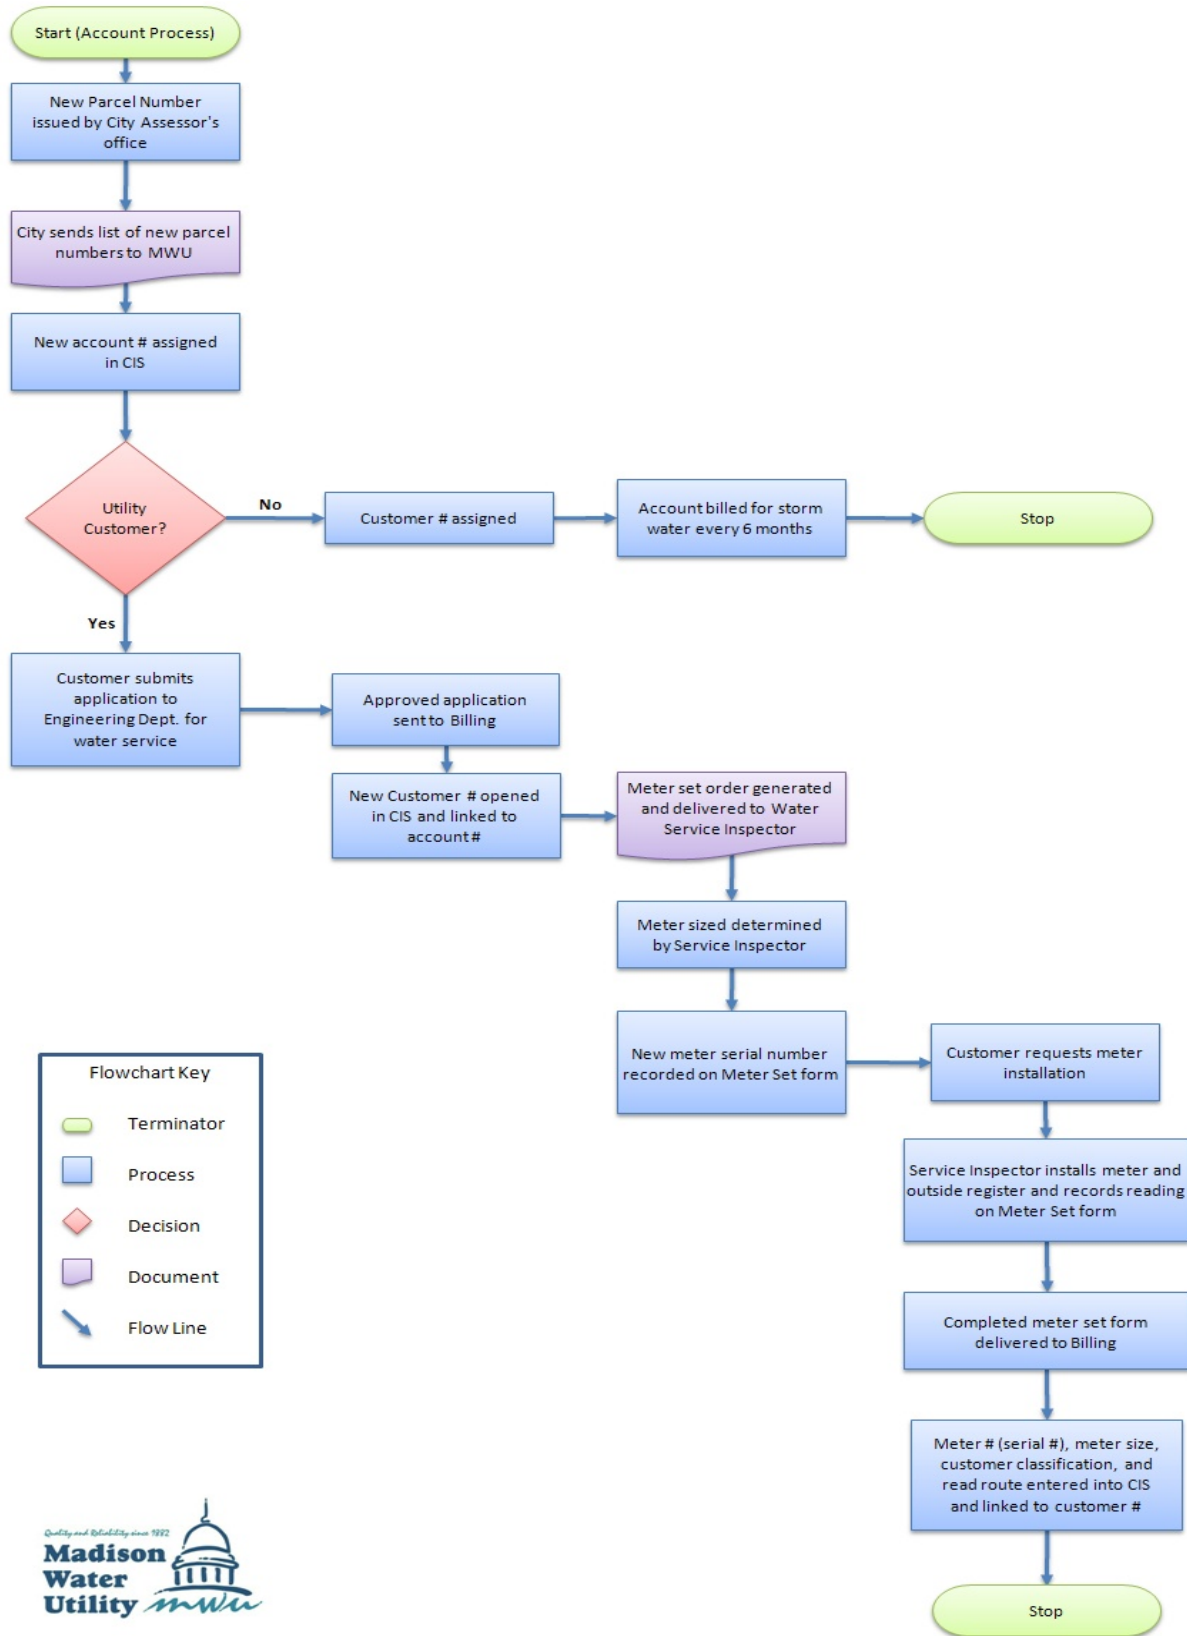 Start (Account Process)
New Parcel Number
issued by City Assessor's
office
City sends list of new parcel
numbers to MWU
New account # assigned
in CIS
Utility
Customer?
No
Customer # assigned
Account billed for storm
water every 6 months
Stop
Yes
Customer submits
application to
Engineering Dept. for
water service
Approved application
sent to Billing
New Customer # opened
in CIS and linked to
account #
Meter set order generated
and delivered to Water
Service Inspector
Meter sized determined
by Service Inspector
New meter serial number
recorded on Meter Set form
Customer requests meter
installation
Service Inspector installs meter and
outside register and records reading
on Meter Set form
Completed meter set form
delivered to Billing
Meter # (serial #), meter size,
customer classification, and
read route entered into CIS
and linked to customer #
Stop
Flowchart Key
Terminator
Process
Decision
Document
Flow Line
Quality and Reliability since 1882
Madison
Water
Utility
mwu